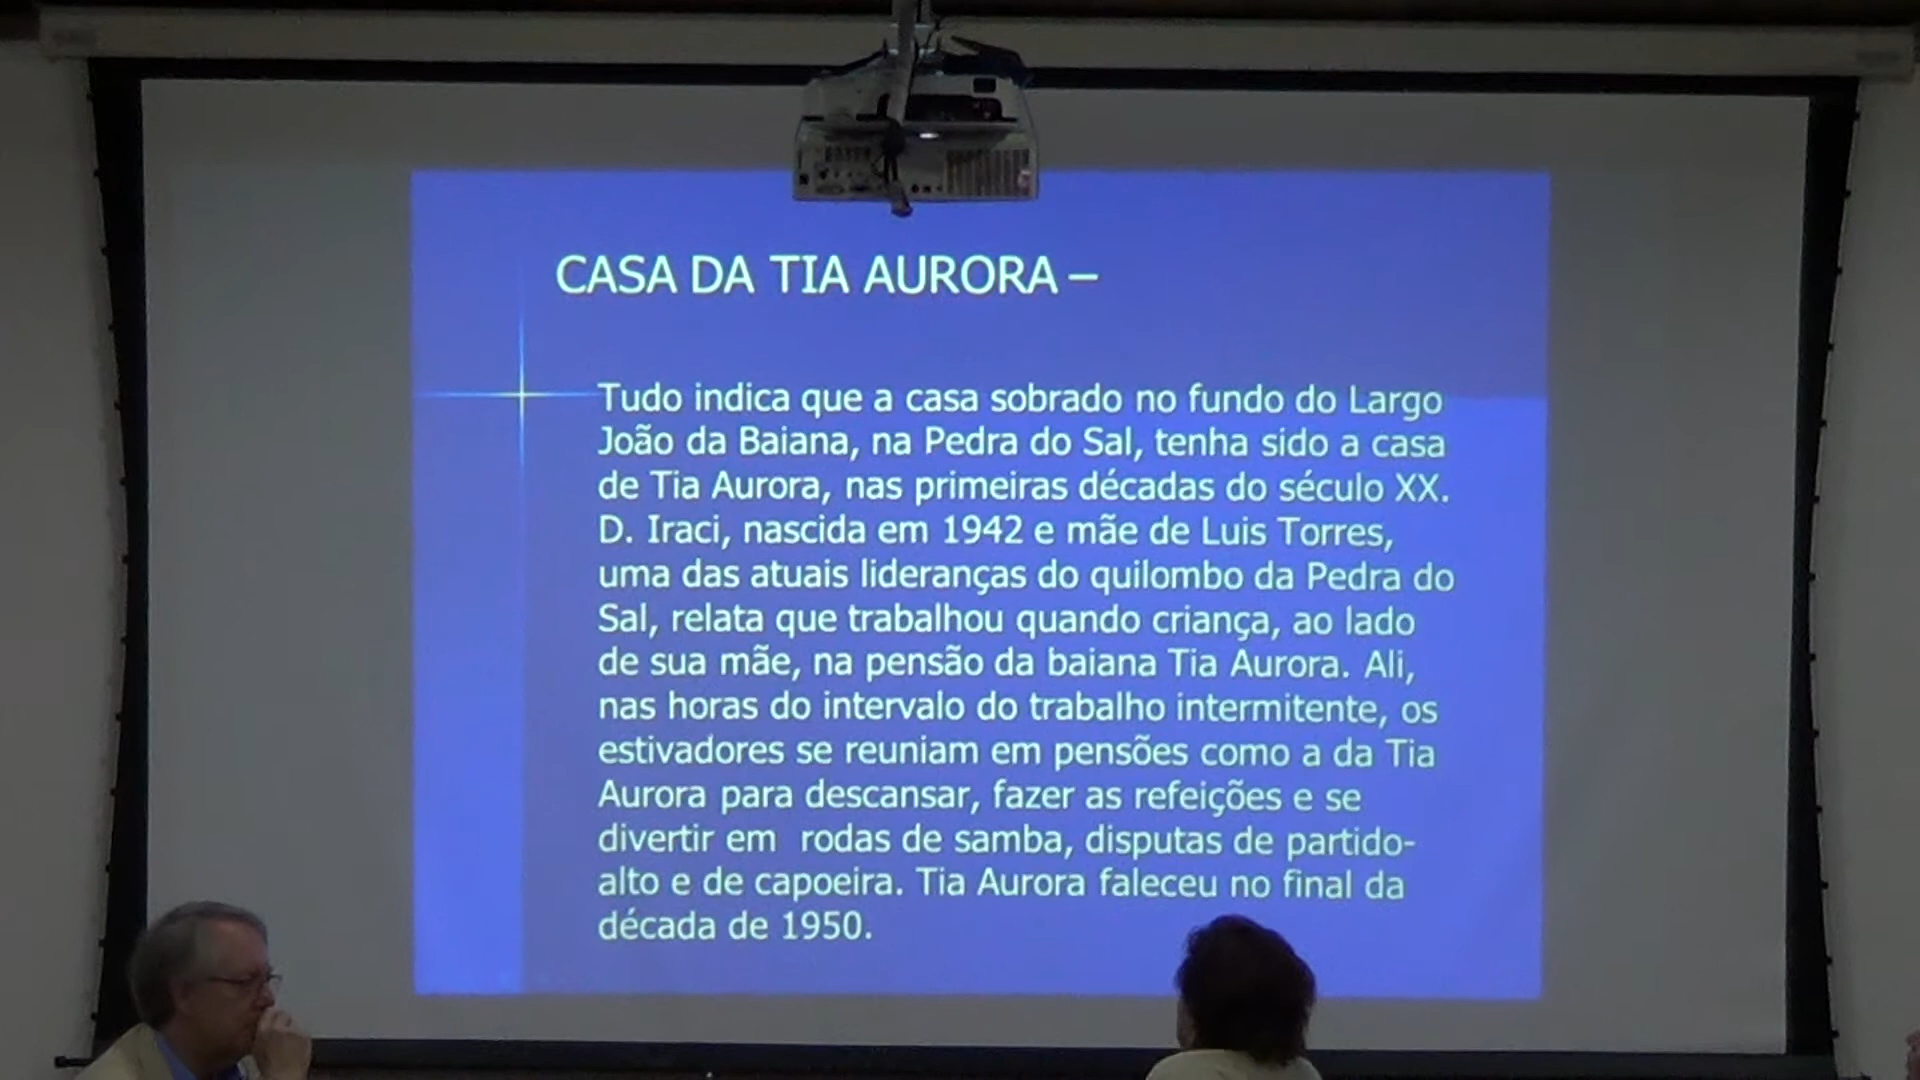 CASA DA TIA AURORA –
Tudo indica que a casa sobrado no fundo do Largo
João da Baiana, na Pedra do Sal, tenha sido a casa
de Tia Aurora, nas primeiras décadas do século XX.
D. Iraci, nascida em 1942 e mãe de Luis Torres,
uma das atuais lideranças do quilombo da Pedra do
Sal, relata que trabalhou quando criança, ao lado
de sua mãe, na pensão da baiana Tia Aurora. Ali,
nas horas do intervalo do trabalho intermitente, os
estivadores se reuniam em pensões como a da Tia
Aurora para descansar, fazer as refeições e se
divertir em  rodas de samba, disputas de partido-
alto e de capoeira. Tia Aurora faleceu no final da
década de 1950.